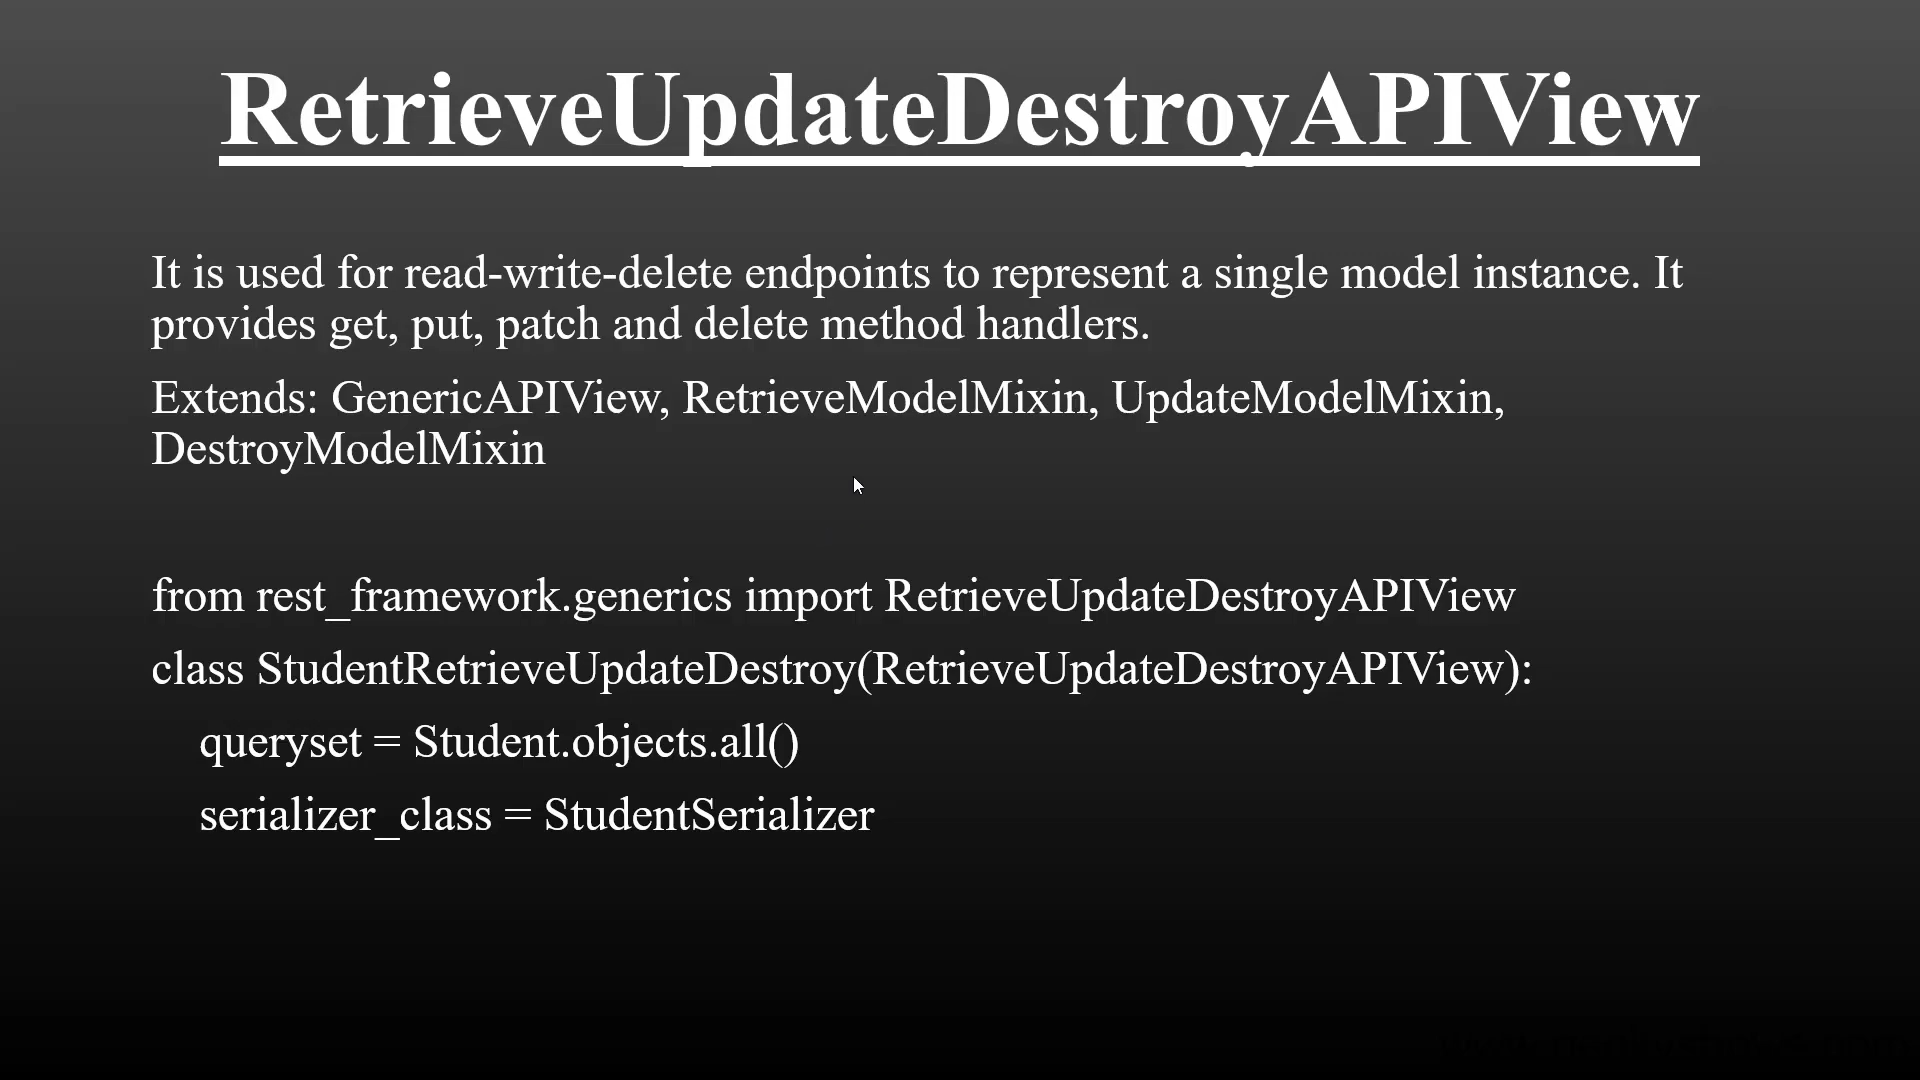 RetrieveUpdateDestroyAPIView
It is used for read-write-delete endpoints to represent a single model instance. It
provides get, put, patch and delete method handlers.
Extends: GenericAPIView, RetrieveModelMixin, UpdateModelMixin,
DestroyModelMixin
from rest_framework.generics import RetrieveUpdateDestroyAPIView
class StudentRetrieveUpdateDestroy(RetrieveUpdateDestroyAPIView):
queryset = Student.objects.all()
serializer_class = StudentSerializer